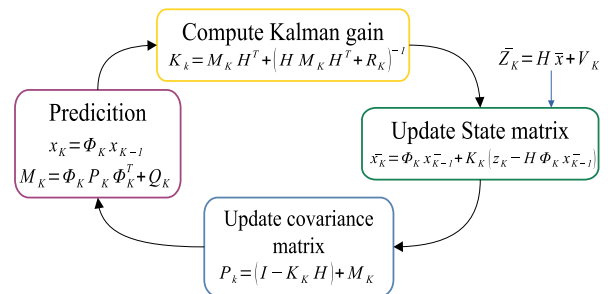 Compute Kalman gain
K_k = M_K H^T + (H M_K H^T + R_K)^{-1}
Z̄_K = H x̄ + V_K
Predicition
x_K = Φ_K x_{K-1}
M_K = Φ_K P_K Φ_K^T + Q_K
Update State matrix
x̄_K = Φ_K x̄_{K-1} + K_K (z_K − H Φ_K x̄_{K-1})
Update covariance
matrix
P_k = (I − K_K H) + M_K